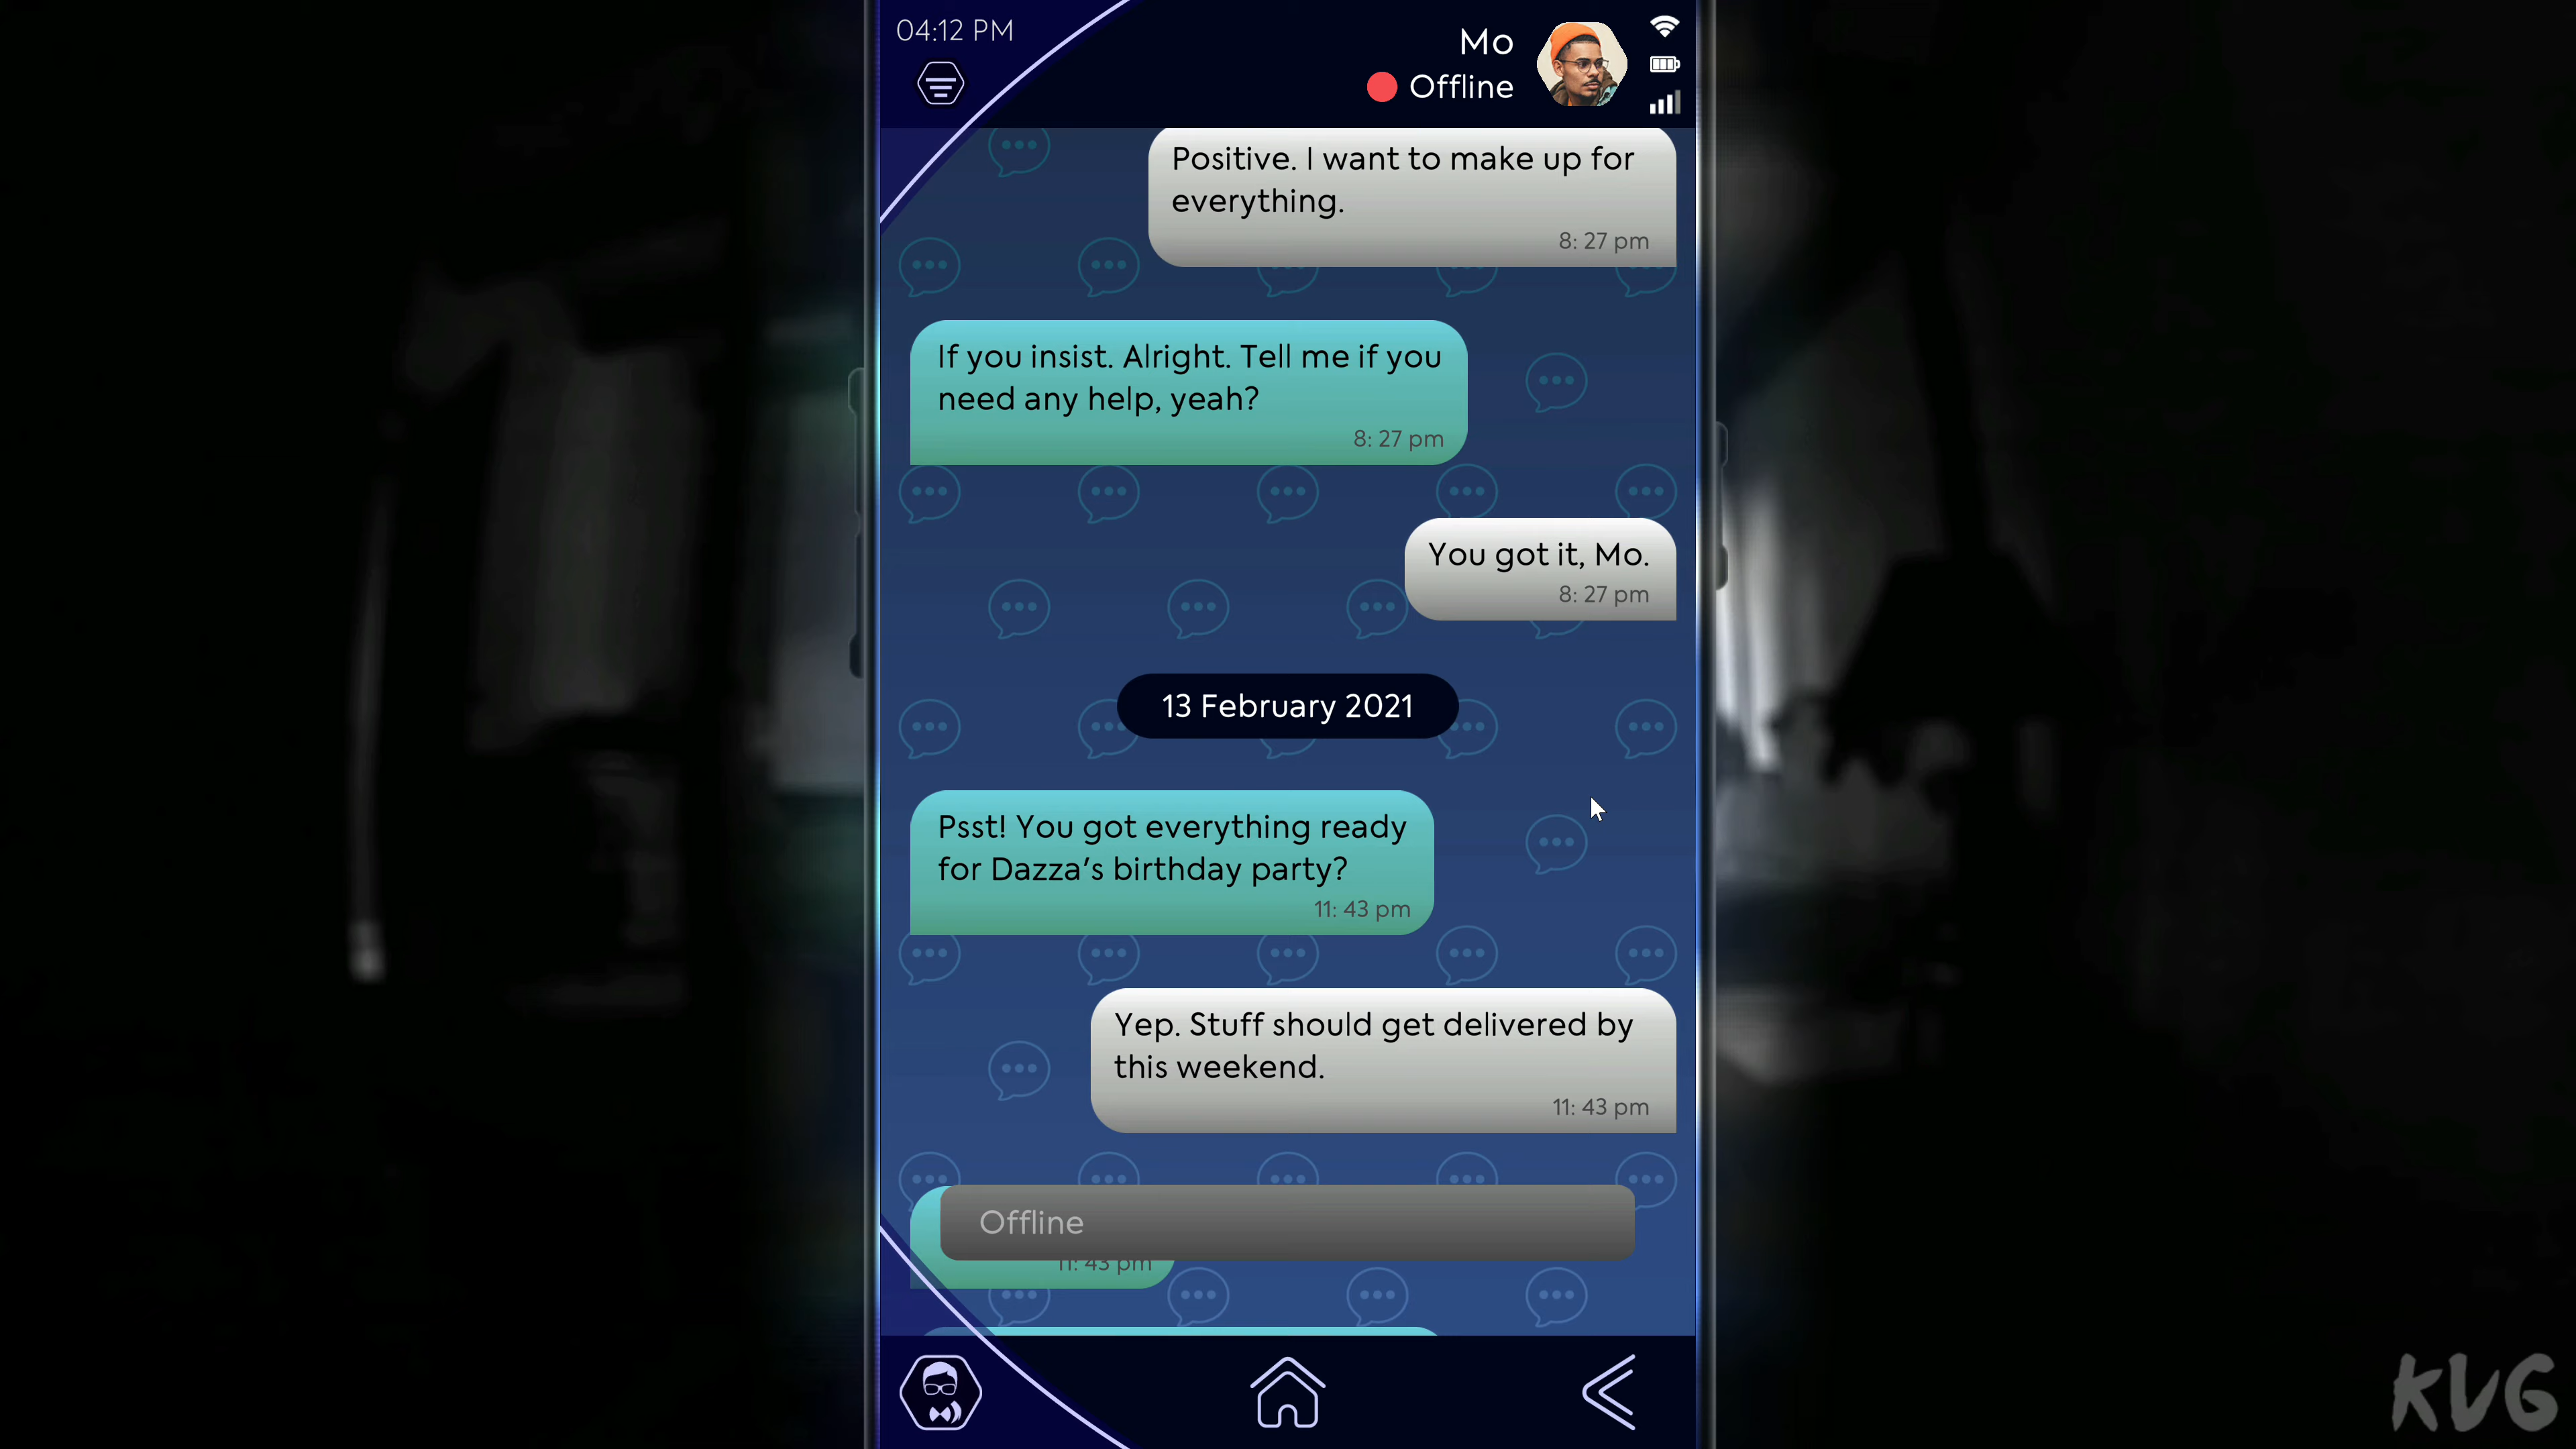 04:12 PM
Mo
Offline
Positive. I want to make up for
everything.
8: 27 pm
If you insist. Alright. Tell me if you
need any help, yeah?
8: 27 pm
You got it, Mo.
8: 27 pm
13 February 2021
Psst! You got everything ready
for Dazza's birthday party?
11: 43 pm
Yep. Stuff should get delivered by
this weekend.
11: 43 pm
Offline
11: 43 pm
KVG